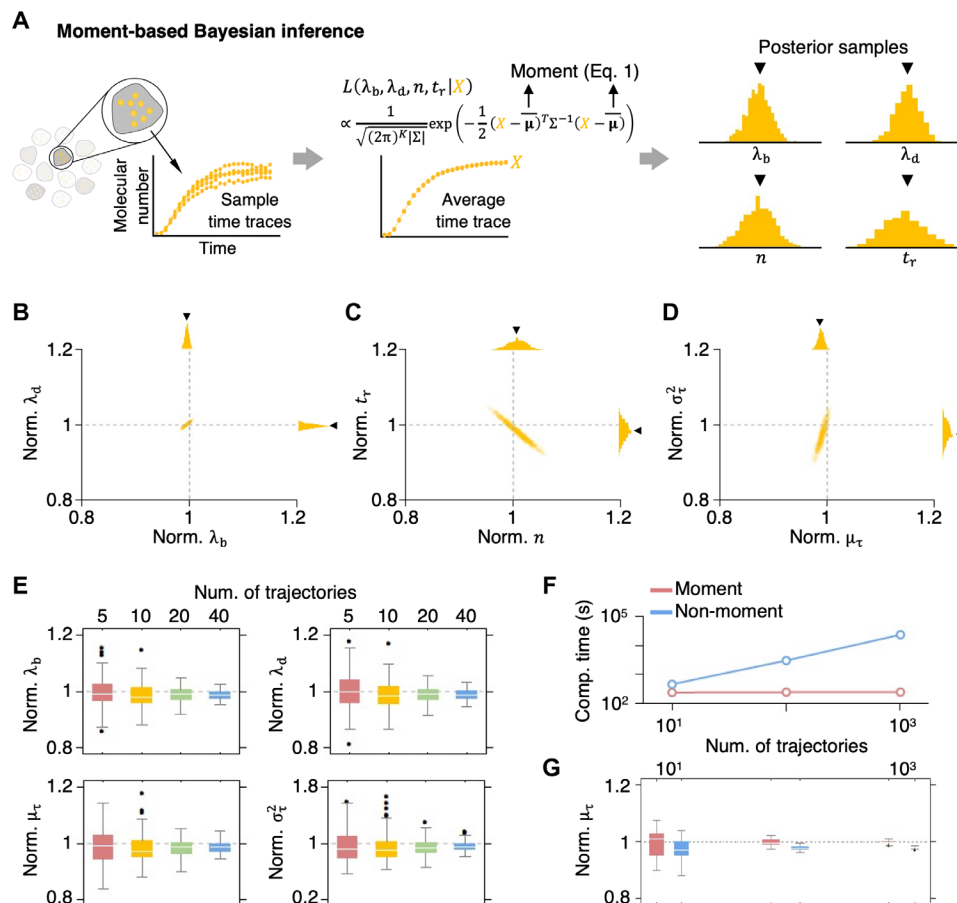 A
Moment-based Bayesian inference
Molecular number
Time
Sample time traces
L(λb, λd, n, tr|X)
∝ 1/√((2π)^K|Σ|) exp(−1/2 (X − μ̄)^T Σ^−1 (X − μ̄))
Moment (Eq. 1)
X
Average time trace
Posterior samples
λb
λd
n
tr
B
Norm. λd
1.2
1
0.8
0.8
1
1.2
Norm. λb
C
Norm. tr
1.2
1
0.8
0.8
1
1.2
Norm. n
D
Norm. στ²
1.2
1
0.8
0.8
1
1.2
Norm. μτ
E
Num. of trajectories
5 10 20 40
5 10 20 40
Norm. λb
1.2
1
0.8
Norm. λd
1.2
1
0.8
Norm. μτ
1.2
1
0.8
Norm. στ²
1.8
1
0.2
F
Moment
Non-moment
Comp. time (s)
10⁵
10²
10¹
10³
Num. of trajectories
G
10¹
10³
Norm. μτ
1.2
1
0.8